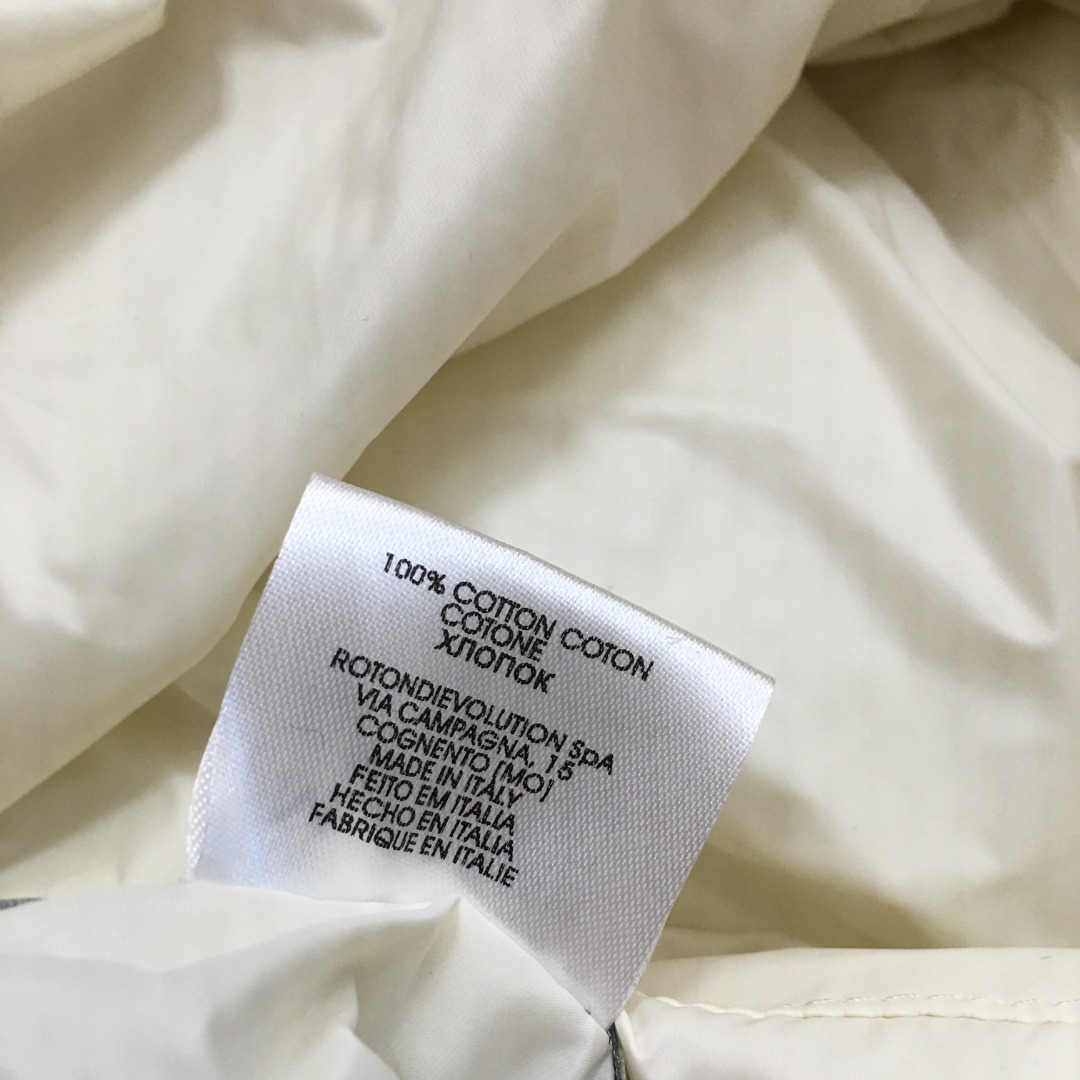 100% COTTON COTON
COTONE
ХЛОПОК
ROTONDIEVOLUTION SpA
VIA CAMPAGNA, 15
COGNENTO (MO)
MADE IN ITALY
FEITO EM ITALIA
HECHO EN ITALIA
FABRIQUE EN ITALIE